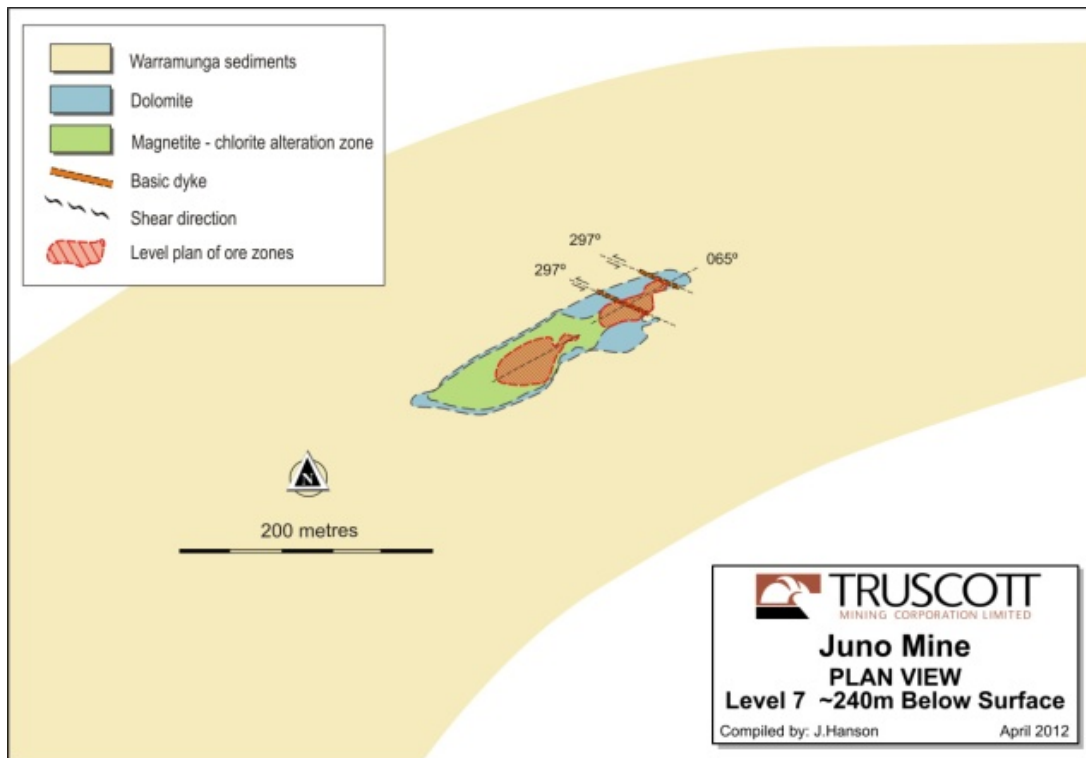 Warramunga sediments
Dolomite
Magnetite - chlorite alteration zone
Basic dyke
Shear direction
Level plan of ore zones
297º
297º
065º
N
200 metres
TRUSCOTT
MINING CORPORATION LIMITED
Juno Mine
PLAN VIEW
Level 7 ~240m Below Surface
Compiled by: J.Hanson April 2012